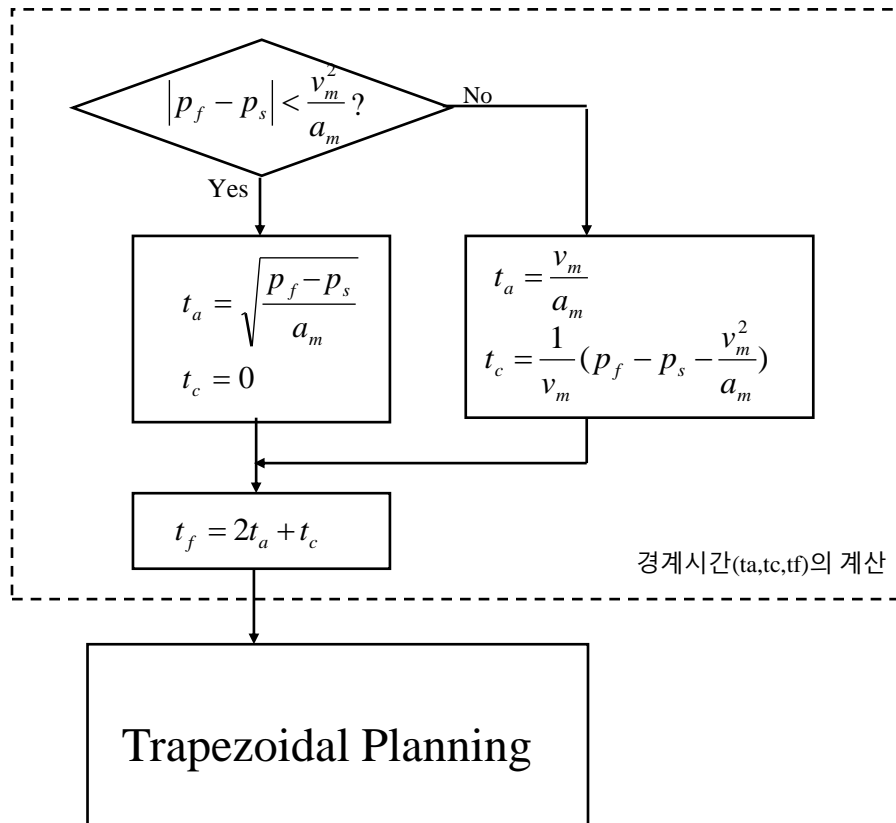 |p_f − p_s| < v_m^2 / a_m ?
No
Yes
t_a = √((p_f − p_s) / a_m)
t_c = 0
t_a = v_m / a_m
t_c = 1 / v_m (p_f − p_s − v_m^2 / a_m)
t_f = 2t_a + t_c
경계시간(ta,tc,tf)의 계산
Trapezoidal Planning